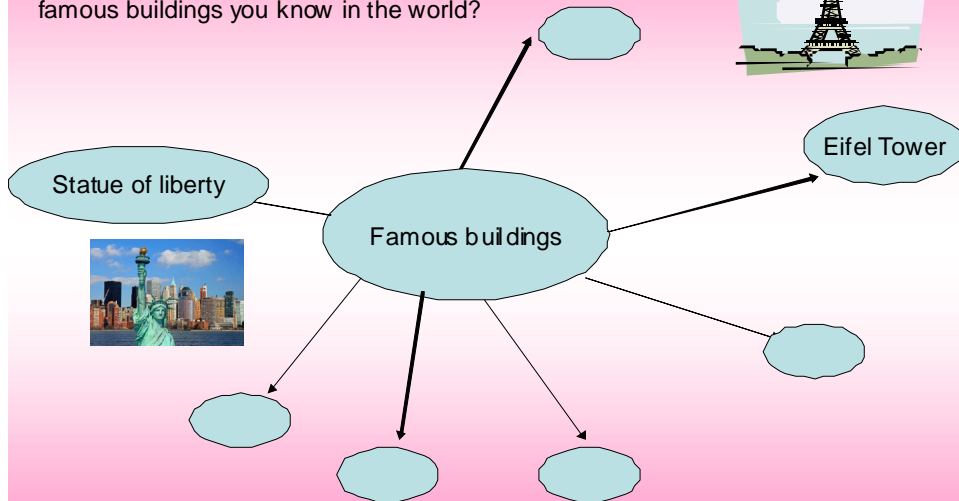 famous buildings you know in the world?
Eifel Tower
Statue of liberty
Famous buildings